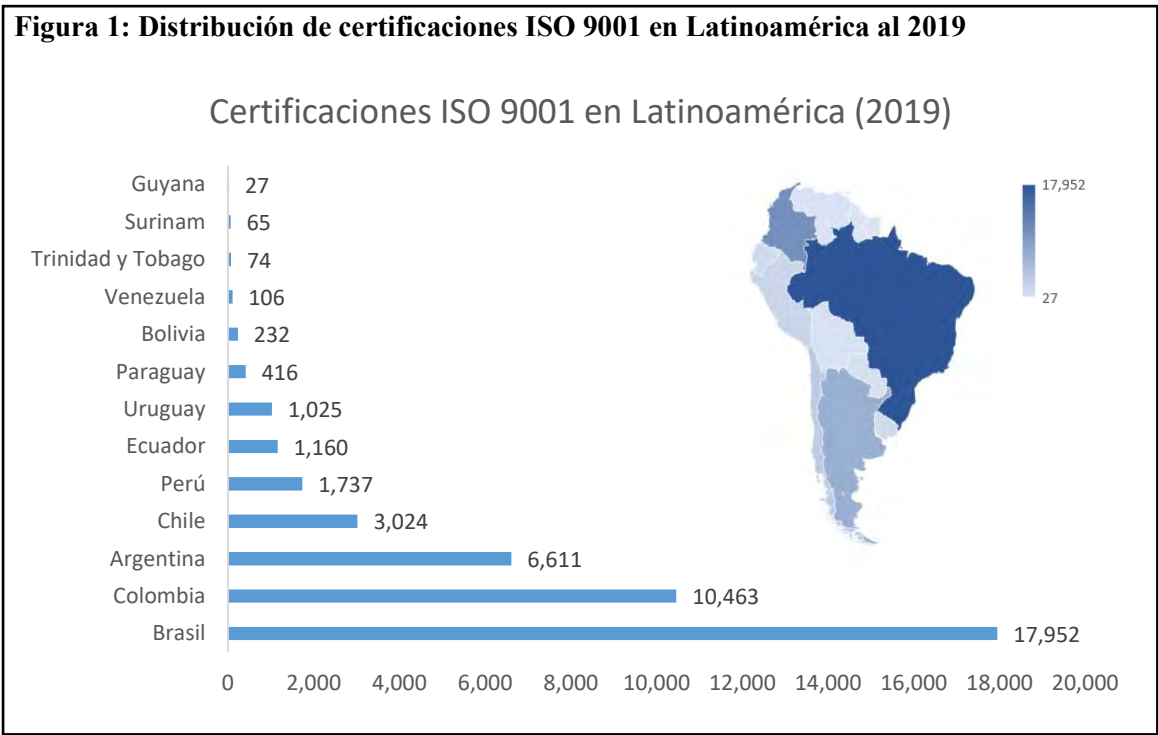 Figura 1: Distribución de certificaciones ISO 9001 en Latinoamérica al 2019
Certificaciones ISO 9001 en Latinoamérica (2019)
Guyana 27
Surinam 65
Trinidad y Tobago 74
Venezuela 106
Bolivia 232
Paraguay 416
Uruguay 1,025
Ecuador 1,160
Perú 1,737
Chile 3,024
Argentina 6,611
Colombia 10,463
Brasil 17,952
0 2,000 4,000 6,000 8,000 10,000 12,000 14,000 16,000 18,000 20,000
17,952
27